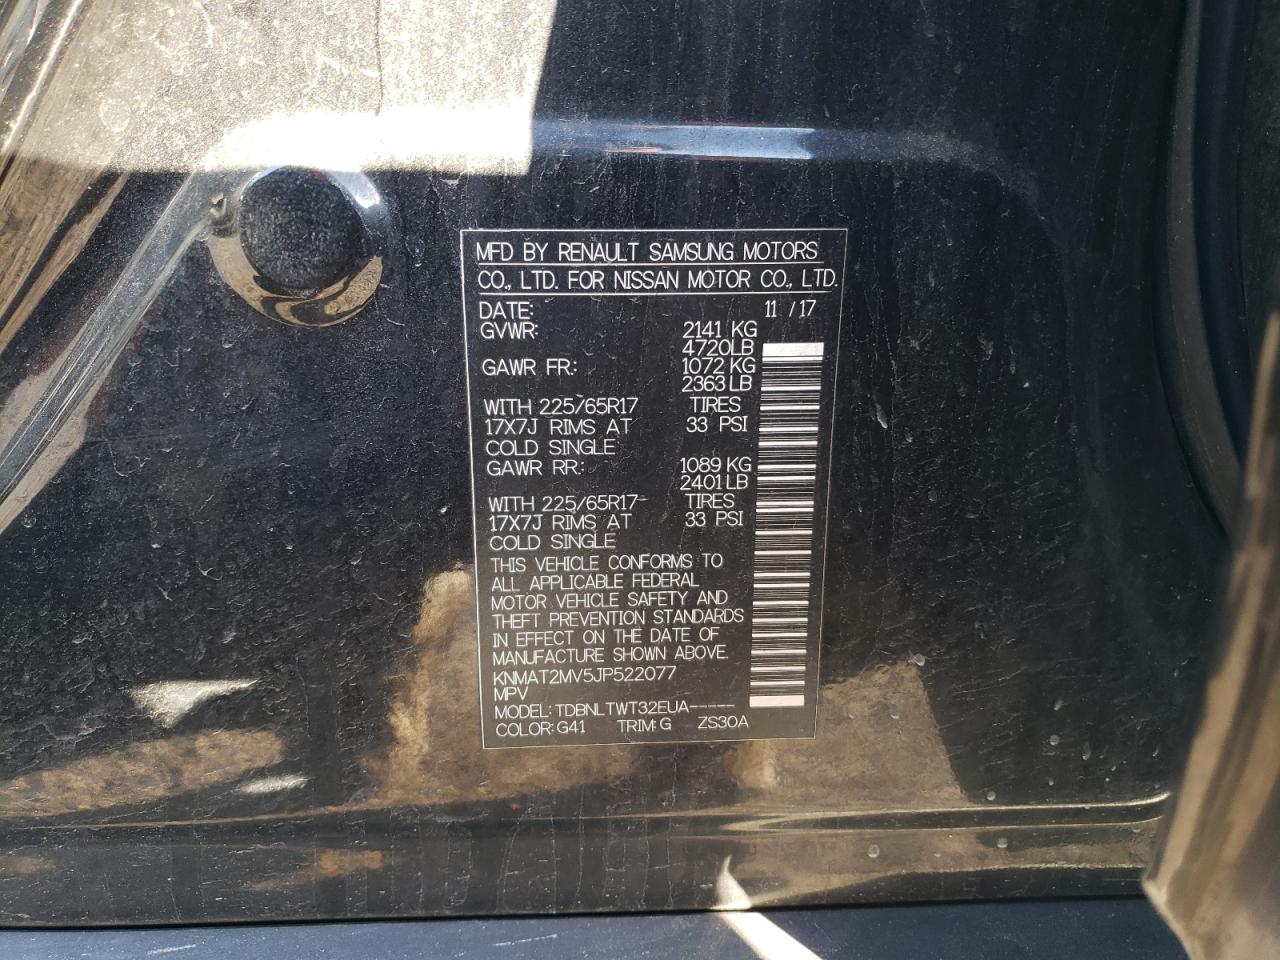 MFD BY RENAULT SAMSUNG MOTORS
CO., LTD. FOR NISSAN MOTOR CO., LTD.
DATE: 11 /17
GVWR: 2141 KG
4720LB
GAWR FR: 1072 KG
2363 LB
WITH 225/65R17 TIRES
17X7J RIMS AT 33 PSI
COLD SINGLE
GAWR RR: 1089 KG
2401 LB
WITH 225/65R17 TIRES
17X7J RIMS AT 33 PSI
COLD SINGLE
THIS VEHICLE CONFORMS TO
ALL APPLICABLE FEDERAL
MOTOR VEHICLE SAFETY AND
THEFT PREVENTION STANDARDS
IN EFFECT ON THE DATE OF
MANUFACTURE SHOWN ABOVE.
KNMAT2MV5JP522077
MPV
MODEL: TDBNLTWT32EUA-----
COLOR: G41 TRIM: G ZS30A